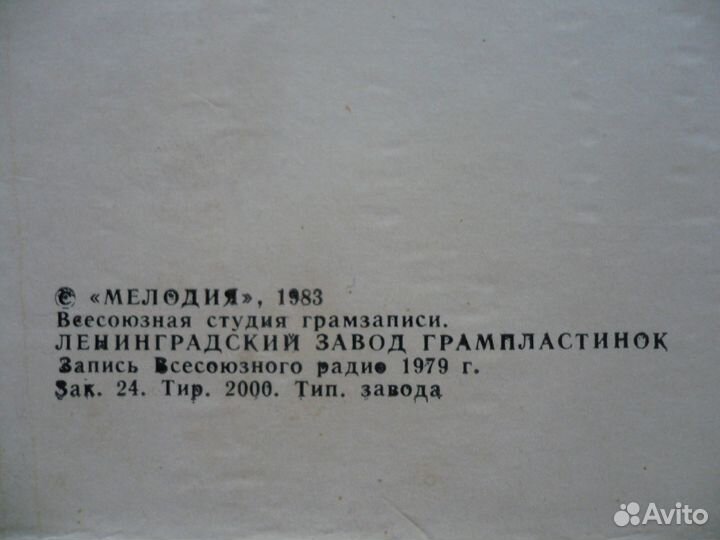 © «МЕЛОДИЯ», 1983
Всесоюзная студия грамзаписи.
ЛЕНИНГРАДСКИЙ ЗАВОД ГРАМПЛАСТИНОК
Запись Всесоюзного радио 1979 г.
Зак. 24. Тир. 2000. Тип. завода
Avito